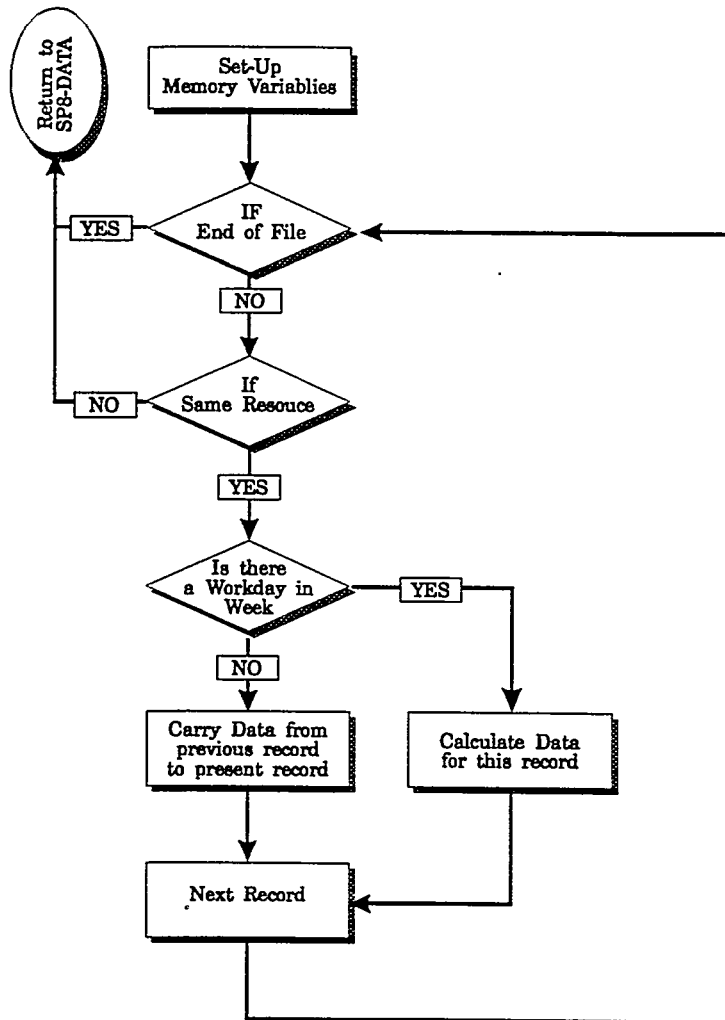 Return to
SP8-DATA
Set-Up
Memory Variablies
IF
End of File
YES
NO
If
Same Resouce
NO
YES
Is there
a Workday in
Week
YES
NO
Carry Data from
previous record
to present record
Calculate Data
for this record
Next Record